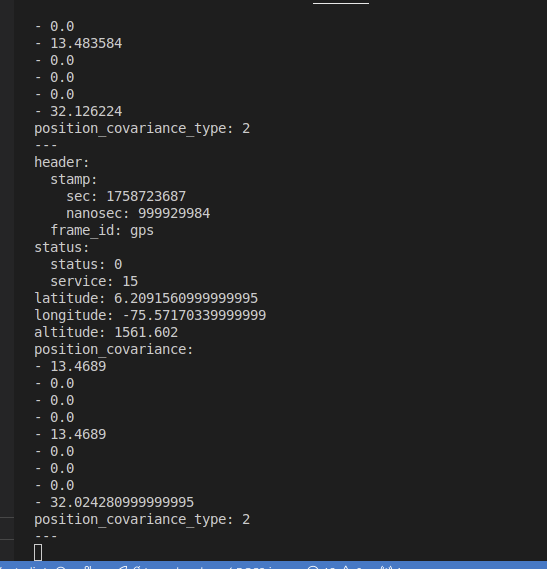 - 0.0
- 13.483584
- 0.0
- 0.0
- 0.0
- 32.126224
position_covariance_type: 2
---
header:
  stamp:
    sec: 1758723687
    nanosec: 999929984
  frame_id: gps
status:
  status: 0
  service: 15
latitude: 6.2091560999999995
longitude: -75.57170339999999
altitude: 1561.602
position_covariance:
- 13.4689
- 0.0
- 0.0
- 0.0
- 13.4689
- 0.0
- 0.0
- 0.0
- 32.024280999999995
position_covariance_type: 2
---